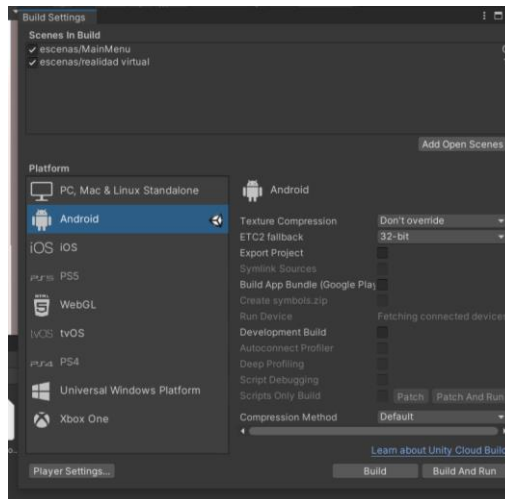 Build Settings
Scenes In Build
escenas/MainMenu
escenas/realidad virtual
Add Open Scenes
Platform
PC, Mac & Linux Standalone
Android
iOS iOS
PS5
WebGL
tvOS tvOS
PS4
Universal Windows Platform
Xbox One
Android
Texture Compression Don't override
ETC2 fallback 32-bit
Export Project
Symlink Sources
Build App Bundle (Google Play
Create symbols.zip
Run Device Fetching connected devices
Development Build
Autoconnect Profiler
Deep Profiling
Script Debugging
Scripts Only Build Patch Patch And Run
Compression Method Default
Learn about Unity Cloud Build
Player Settings... Build Build And Run